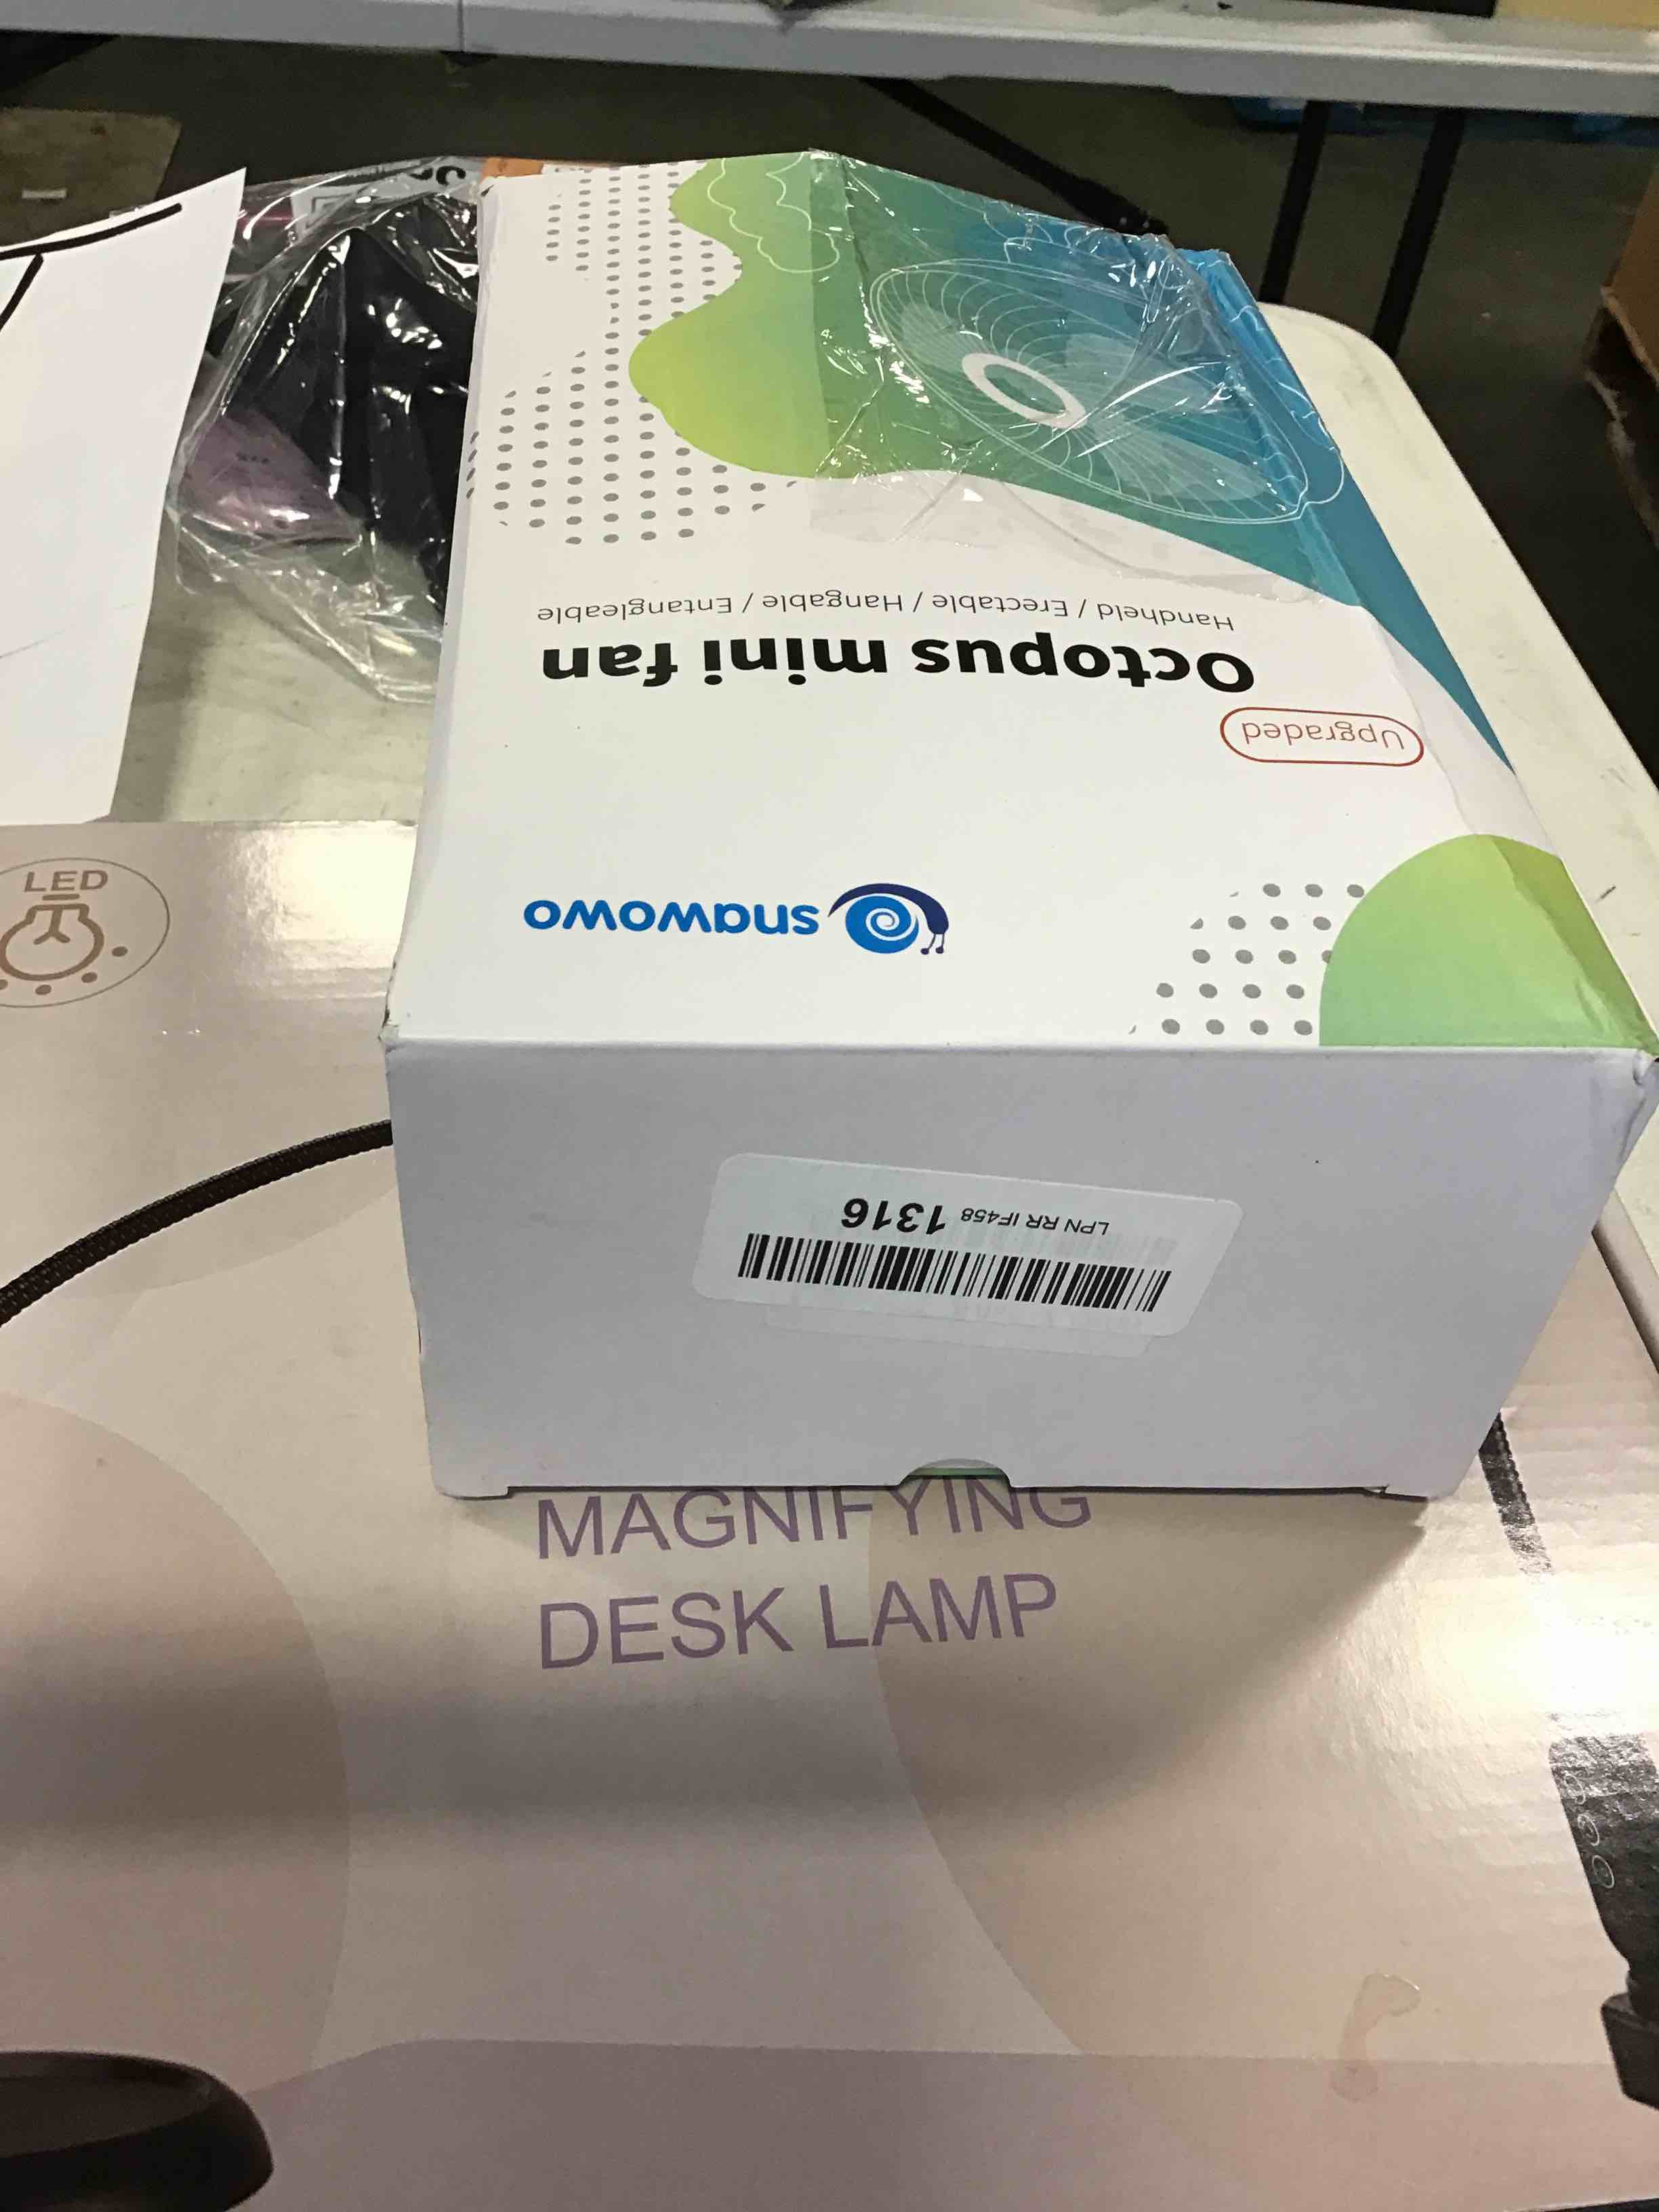 snawowo
Upgraded
Octopus mini fan
Handheld / Erectable / Hangable / Entangleable
LPN RR IF458 1316
LED
MAGNIFYING
DESK LAMP